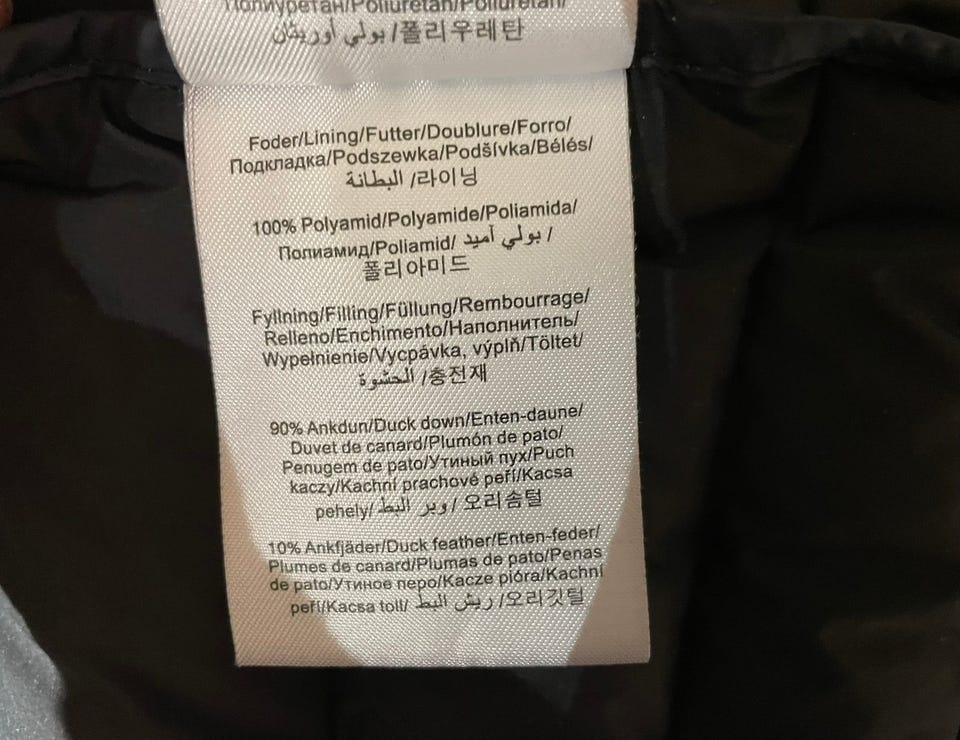 Полиуретан/Poliuretán/Poliuretan/
بولي أوريثان/폴리우레탄
Foder/Lining/Futter/Doublure/Forro/
Подкладка/Podszewka/Podšívka/Bélés/
البطانة /라이닝
100% Polyamid/Polyamide/Poliamida/
Полиамид/Poliamid/ بولي آميد /
폴리아미드
Fyllning/Filling/Füllung/Rembourrage/
Relleno/Enchimento/Наполнитель/
Wypełnienie/Vycpávka, výplň/Töltet/
الحشوة /충전재
90% Ankdun/Duck down/Enten-daune/
Duvet de canard/Plumón de pato/
Penugem de pato/Утиный пух/Puch
kaczy/Kachní prachové peří/Kacsa
pehely/ وبر البط / 오리솜털
10% Ankfjäder/Duck feather/Enten-feder/
Plumes de canard/Plumas de pato/Penas
de pato/Утиное перо/Kacze pióra/Kachní
peří/Kacsa toll/ ريش البط /오리깃털